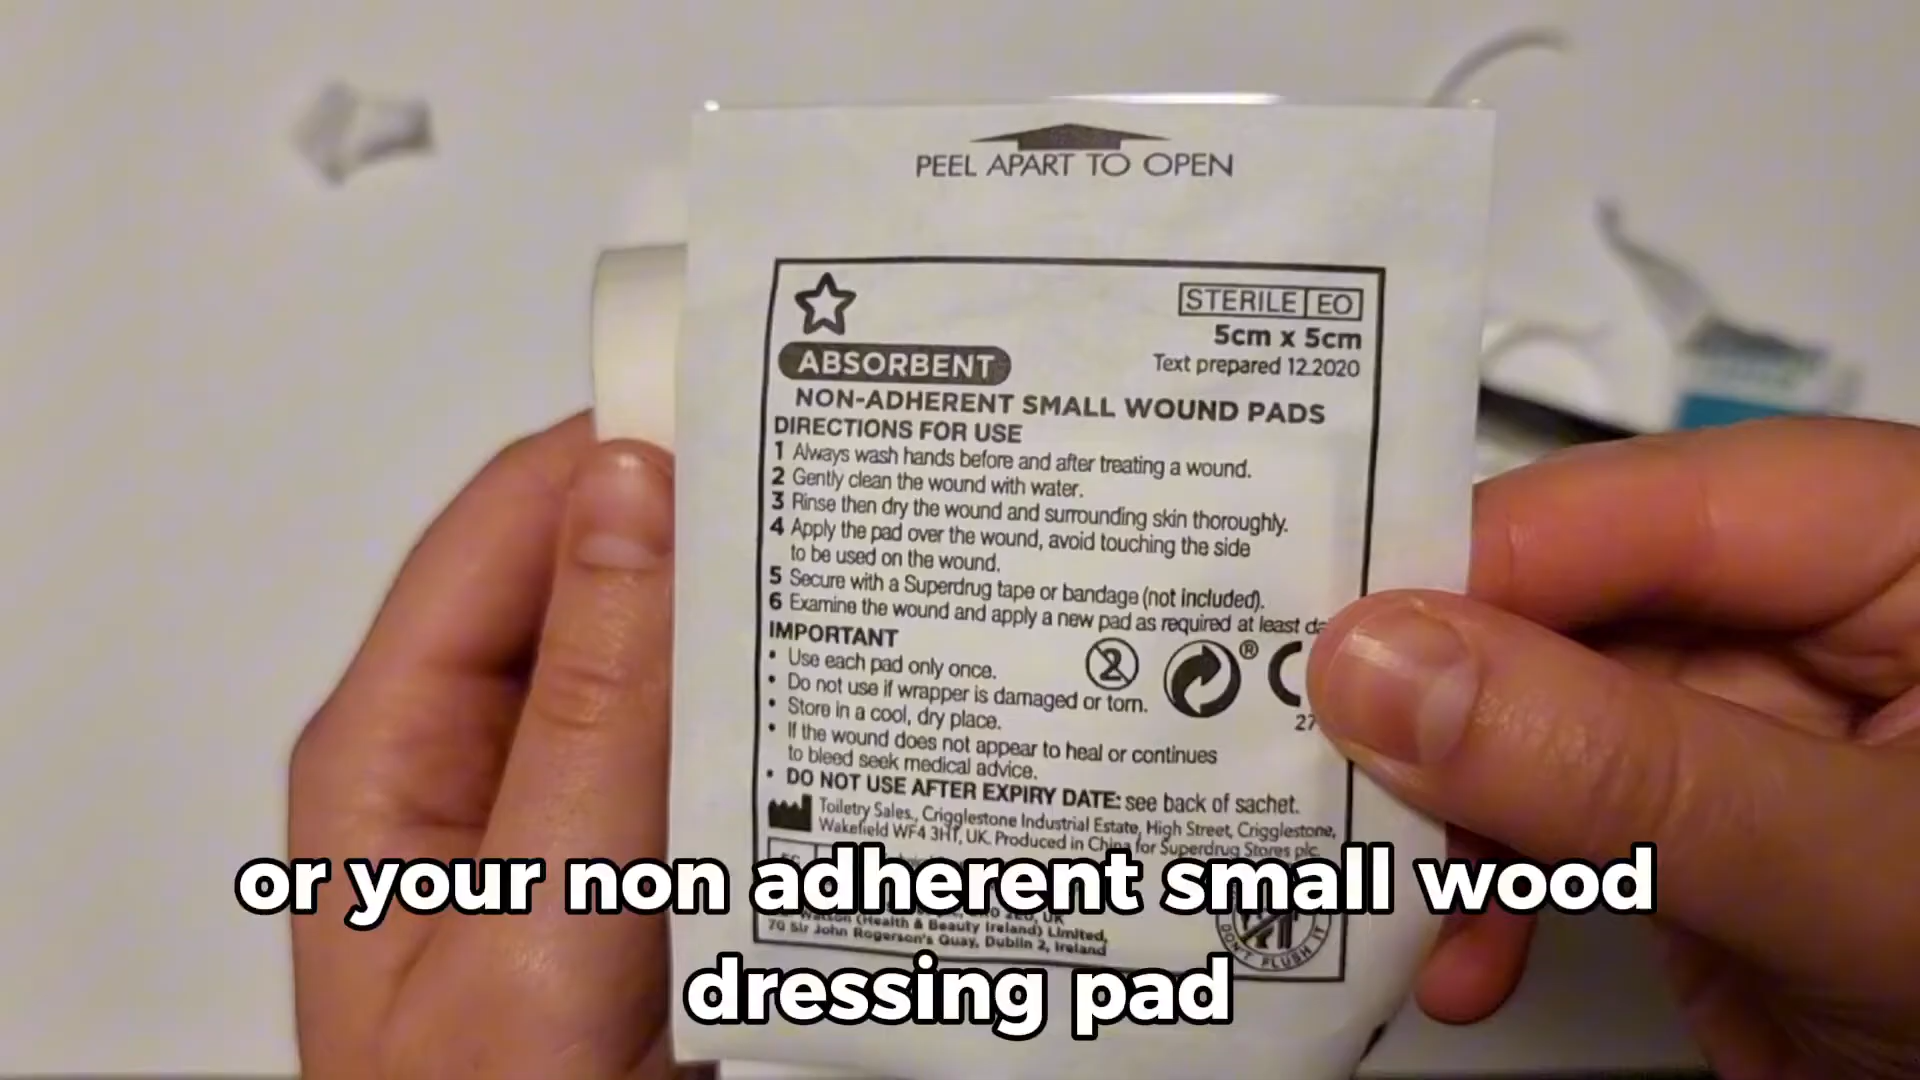 PEEL APART TO OPEN
STERILE EO
5cm x 5cm
Text prepared 12.2020
ABSORBENT
NON-ADHERENT SMALL WOUND PADS
DIRECTIONS FOR USE
1 Always wash hands before and after treating a wound.
2 Gently clean the wound with water.
3 Rinse then dry the wound and surrounding skin thoroughly.
4 Apply the pad over the wound, avoid touching the side
to be used on the wound.
5 Secure with a Superdrug tape or bandage (not included).
6 Examine the wound and apply a new pad as required at least
IMPORTANT
• Use each pad only once.
• Do not use if wrapper is damaged or torn.
• Store in a cool, dry place.
• If the wound does not appear to heal or continues
to bleed seek medical advice.
• DO NOT USE AFTER EXPIRY DATE: see back of sachet.
2
®
27
Toiletry Sales., Crigglestone Industrial Estate, High Street, Crigglestone,
Wakefield WF4 3HT, UK. Produced in China for Superdrug Stores plc.
or your non adherent small wood
dressing pad
UK
Watson (Health & Beauty Ireland) Limited,
70 Sir John Rogerson's Quay, Dublin 2, Ireland
DON'T FLUSH IT